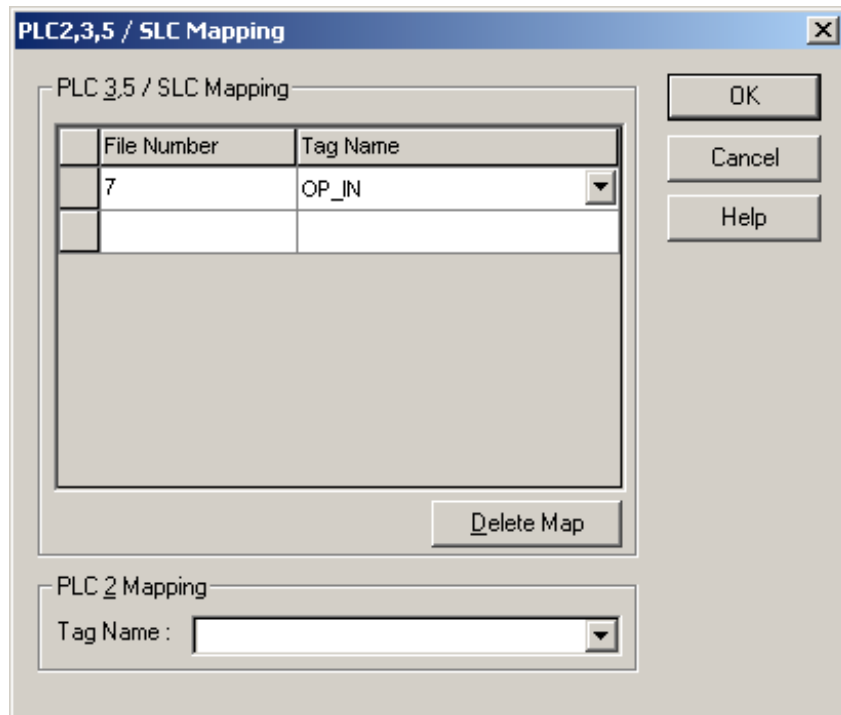 PLC2,3,5 / SLC Mapping
PLC 3,5 / SLC Mapping
File Number Tag Name
7 OP_IN
Delete Map
OK
Cancel
Help
PLC 2 Mapping
Tag Name :